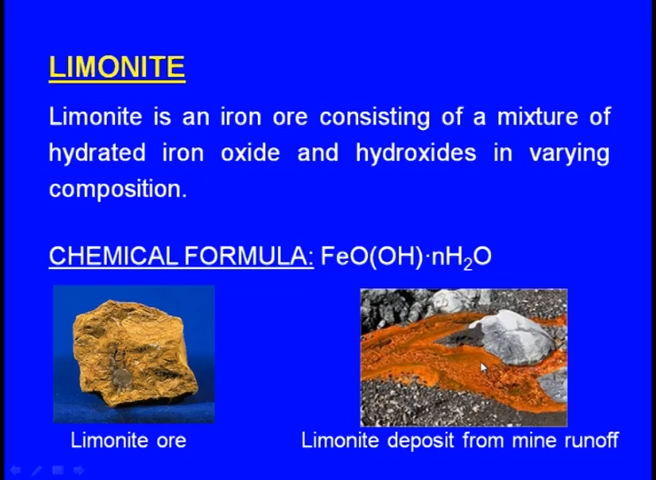 LIMONITE
Limonite is an iron ore consisting of a mixture of
hydrated iron oxide and hydroxides in varying
composition.
CHEMICAL FORMULA: FeO(OH)·nH₂O
Limonite ore
Limonite deposit from mine runoff